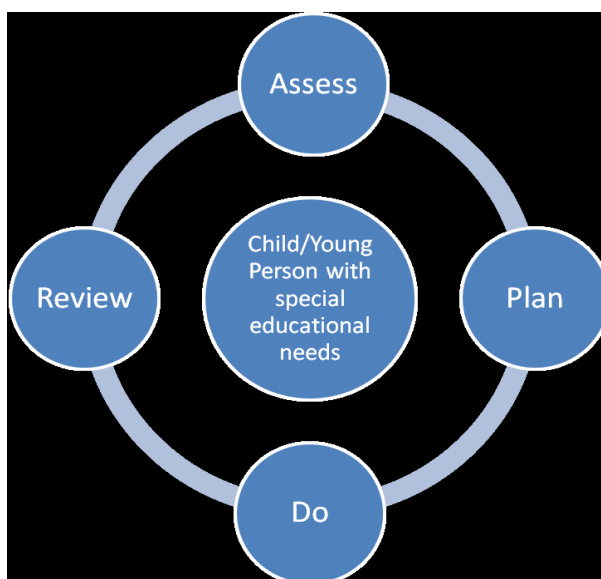 Assess
Child/Young
Person with
special
educational
needs
Review
Plan
Do